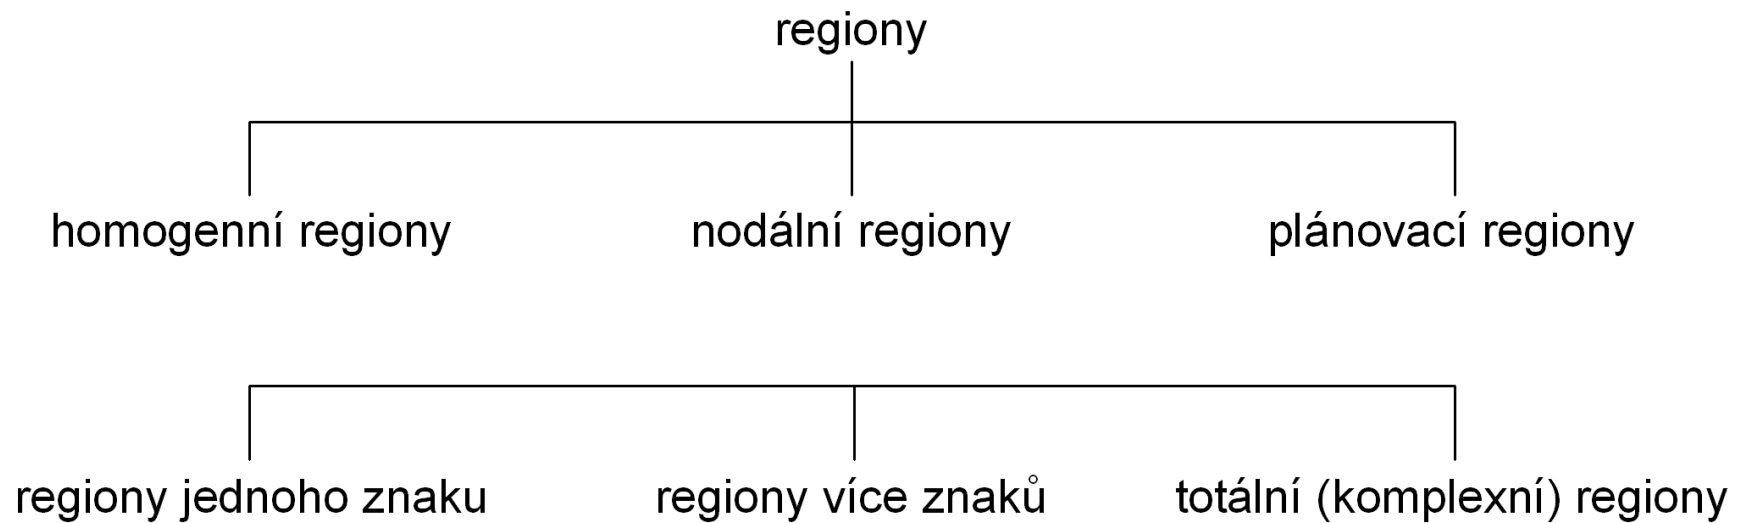 regiony
homogenní regiony nodální regiony plánovací regiony
regiony jednoho znaku regiony více znaků totální (komplexní) regiony